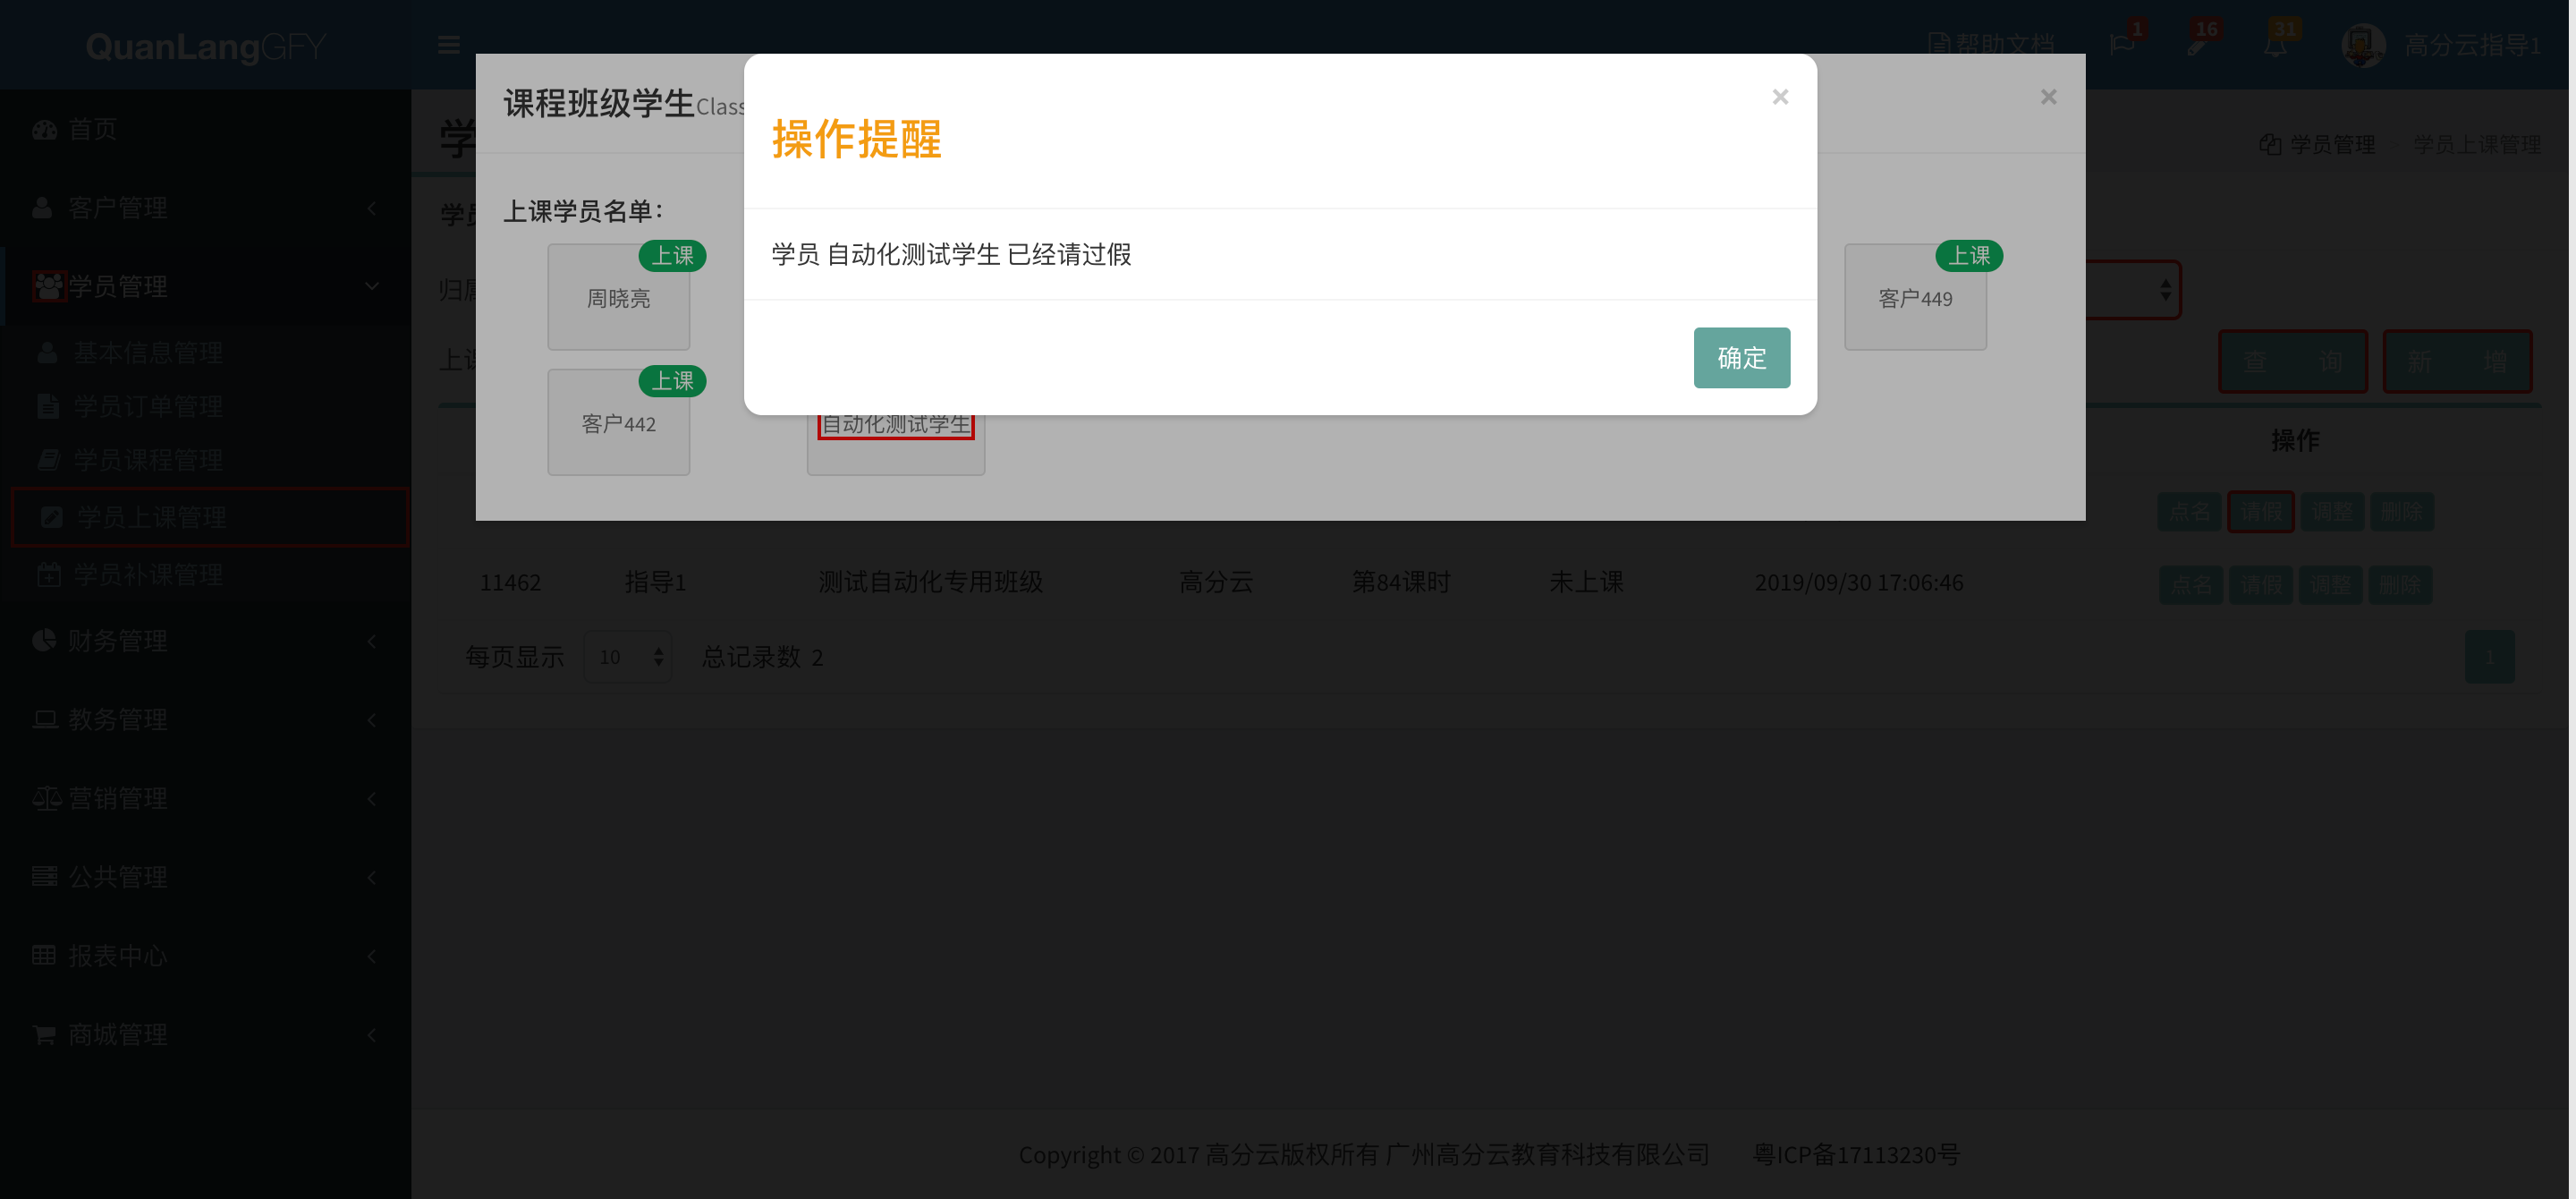 QuanLangGFY
帮助文档
1
16
31
高分云指导1
首页
客户管理
学员管理
基本信息管理
学员订单管理
学员课程管理
学员上课管理
学员补课管理
财务管理
教务管理
营销管理
公共管理
报表中心
商城管理
学员管理
学员上课管理
课程班级学生Class
×
上课学员名单：
上课
周晓亮
上课
客户449
上课
客户442
自动化测试学生
×
操作提醒
学员 自动化测试学生 已经请过假
确定
查 询
新 增
操作
点名 请假 调整 删除
11462 指导1 测试自动化专用班级 高分云 第84课时 未上课 2019/09/30 17:06:46 点名 请假 调整 删除
每页显示 10 总记录数 2
1
Copyright © 2017 高分云版权所有 广州高分云教育科技有限公司 粤ICP备17113230号